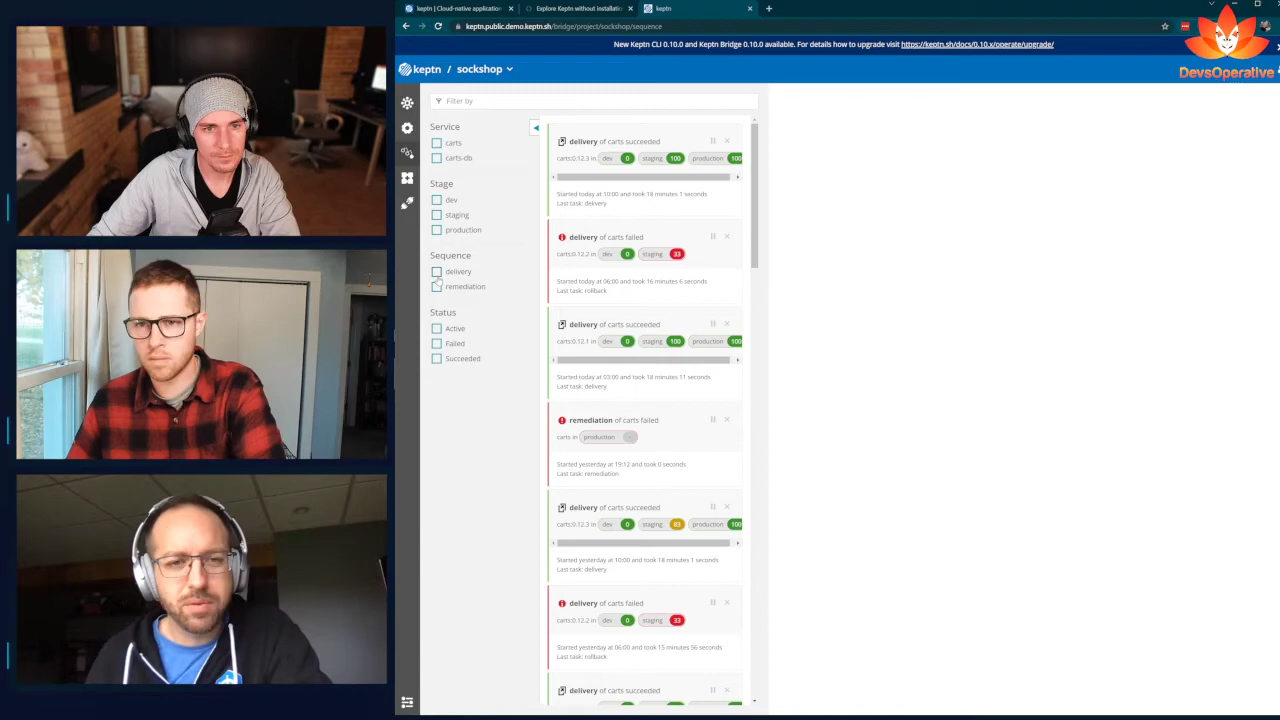 keptn | Cloud-native application
Explore Keptn without installatio
keptn
keptn.public.demo.keptn.sh/bridge/project/sockshop/sequence
New Keptn CLI 0.10.0 and Keptn Bridge 0.10.0 available. For details how to upgrade visit https://keptn.sh/docs/0.10.x/operate/upgrade/
DevsOperative
keptn / sockshop
Filter by
Service
carts
carts-db
Stage
dev
staging
production
Sequence
delivery
remediation
Status
Active
Failed
Succeeded
delivery of carts succeeded
carts:0.12.3 in dev 0 staging 100 production 100
Started today at 10:00 and took 18 minutes 1 seconds
Last task: delivery
delivery of carts failed
carts:0.12.2 in dev 0 staging 33
Started today at 06:00 and took 16 minutes 6 seconds
Last task: rollback
delivery of carts succeeded
carts:0.12.1 in dev 0 staging 100 production 100
Started today at 03:00 and took 18 minutes 11 seconds
Last task: delivery
remediation of carts failed
carts in production
Started yesterday at 19:12 and took 0 seconds
Last task: remediation
delivery of carts succeeded
carts:0.12.3 in dev 0 staging 83 production 100
Started yesterday at 10:00 and took 18 minutes 1 seconds
Last task: delivery
delivery of carts failed
carts:0.12.2 in dev 0 staging 33
Started yesterday at 06:00 and took 15 minutes 56 seconds
Last task: rollback
delivery of carts succeeded